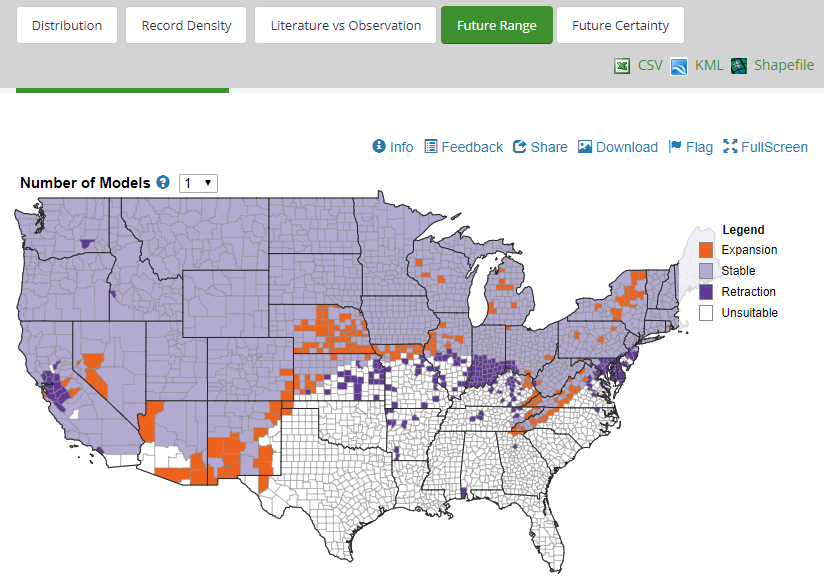 Distribution Record Density Literature vs Observation Future Range Future Certainty
CSV KML Shapefile
Info Feedback Share Download Flag FullScreen
Number of Models ? 1
Legend
Expansion
Stable
Retraction
Unsuitable